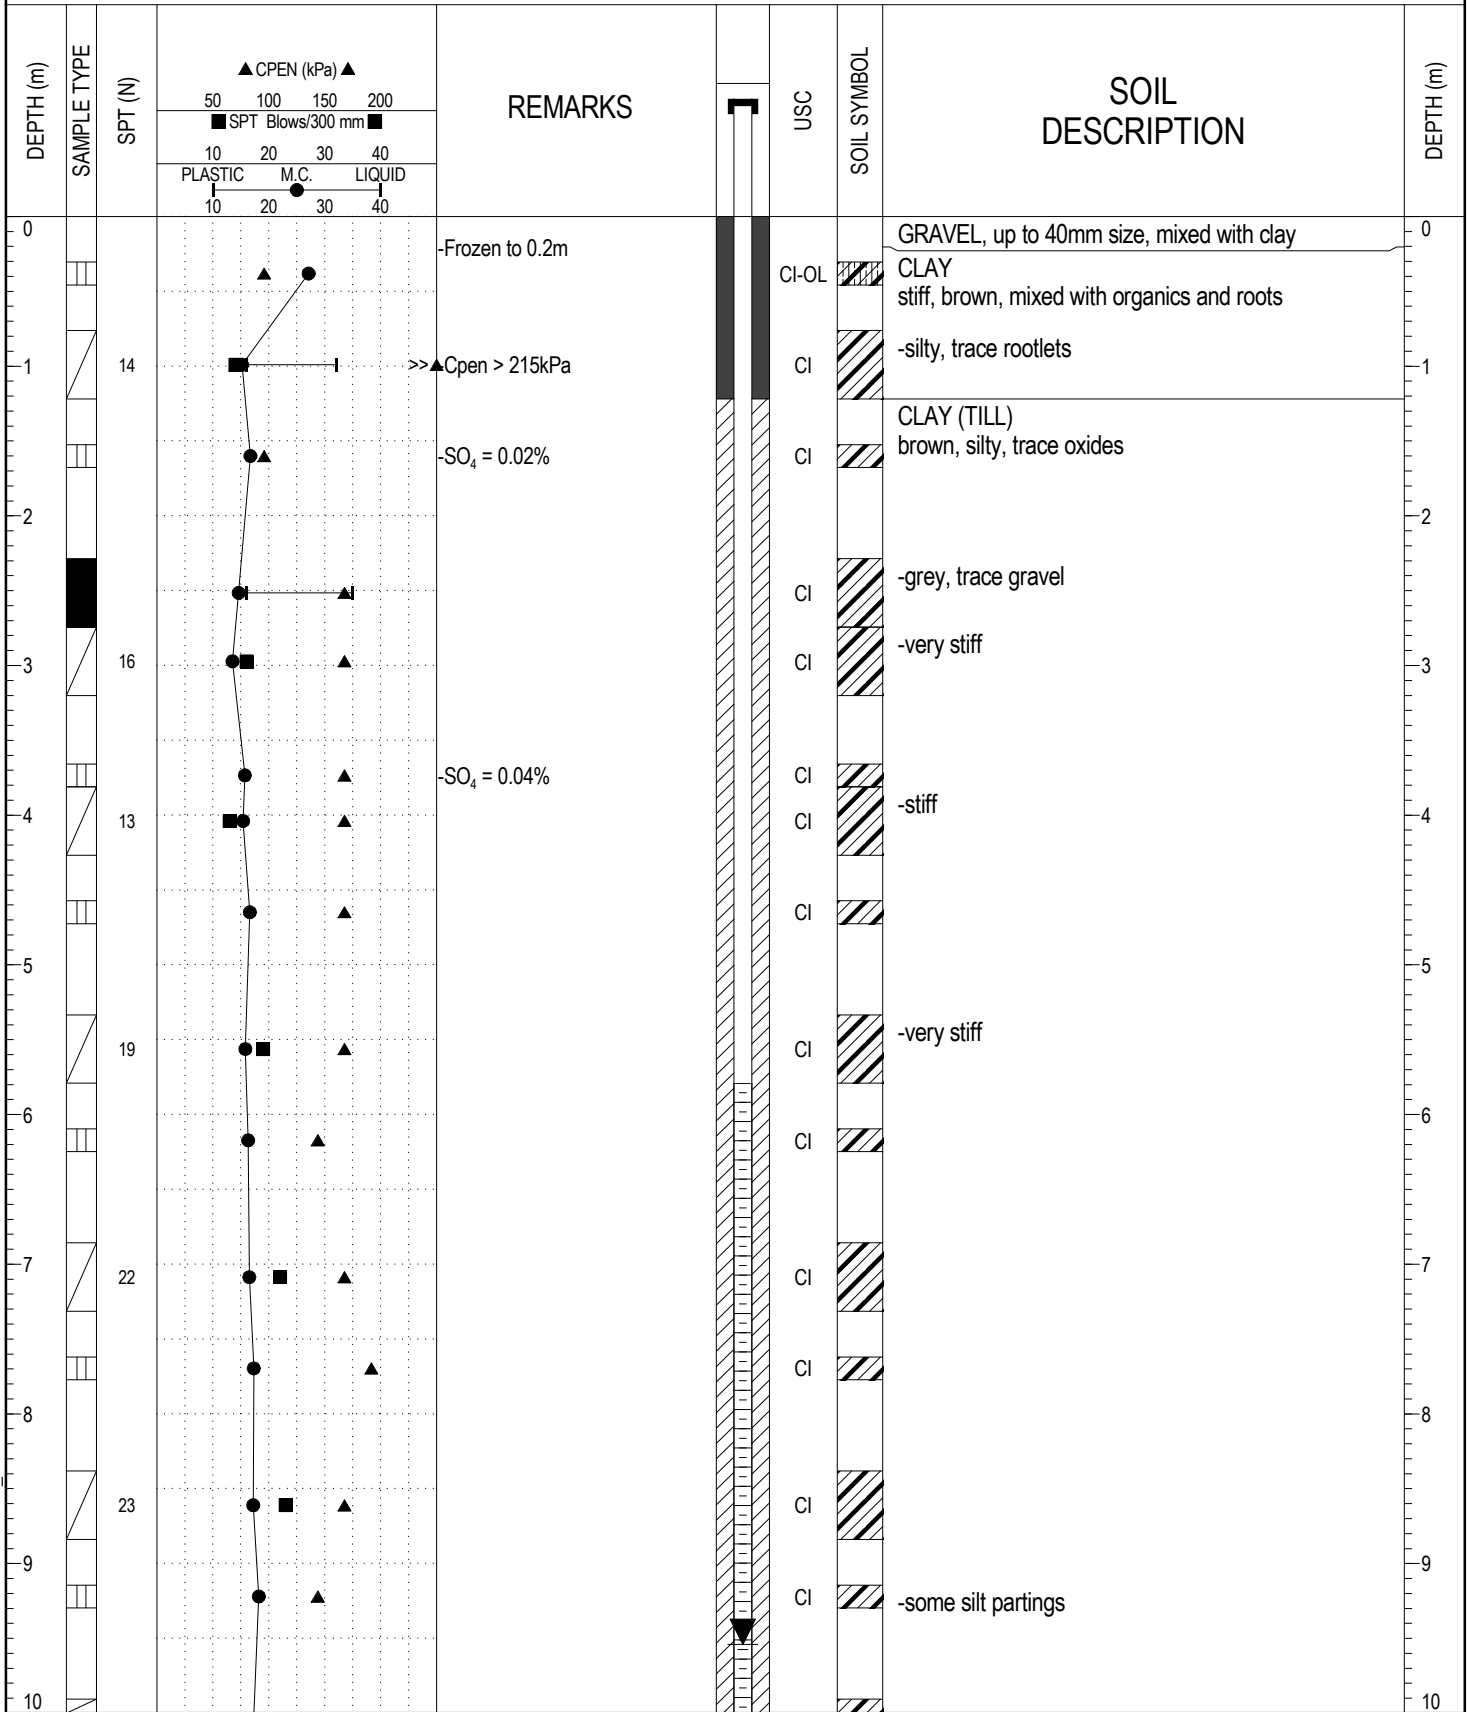 DEPTH (m)
SAMPLE TYPE
SPT (N)
▲ CPEN (kPa) ▲
50 100 150 200
■ SPT Blows/300 mm ■
10 20 30 40
PLASTIC M.C. LIQUID
10 20 30 40
REMARKS
USC
SOIL SYMBOL
SOIL
DESCRIPTION
DEPTH (m)
0 0
GRAVEL, up to 40mm size, mixed with clay
-Frozen to 0.2m
CI-OL CLAY
stiff, brown, mixed with organics and roots
-silty, trace rootlets
1 14 >> Cpen > 215kPa CI 1
CLAY (TILL)
brown, silty, trace oxides
-SO₄ = 0.02% CI
2 2
-grey, trace gravel
CI
-very stiff
3 16 CI 3
-SO₄ = 0.04% CI
-stiff
4 4
13 CI
CI
5 5
-very stiff
19 CI
6 6
CI
7 7
22 CI
CI
8 8
23 CI
9 9
CI -some silt partings
10 10